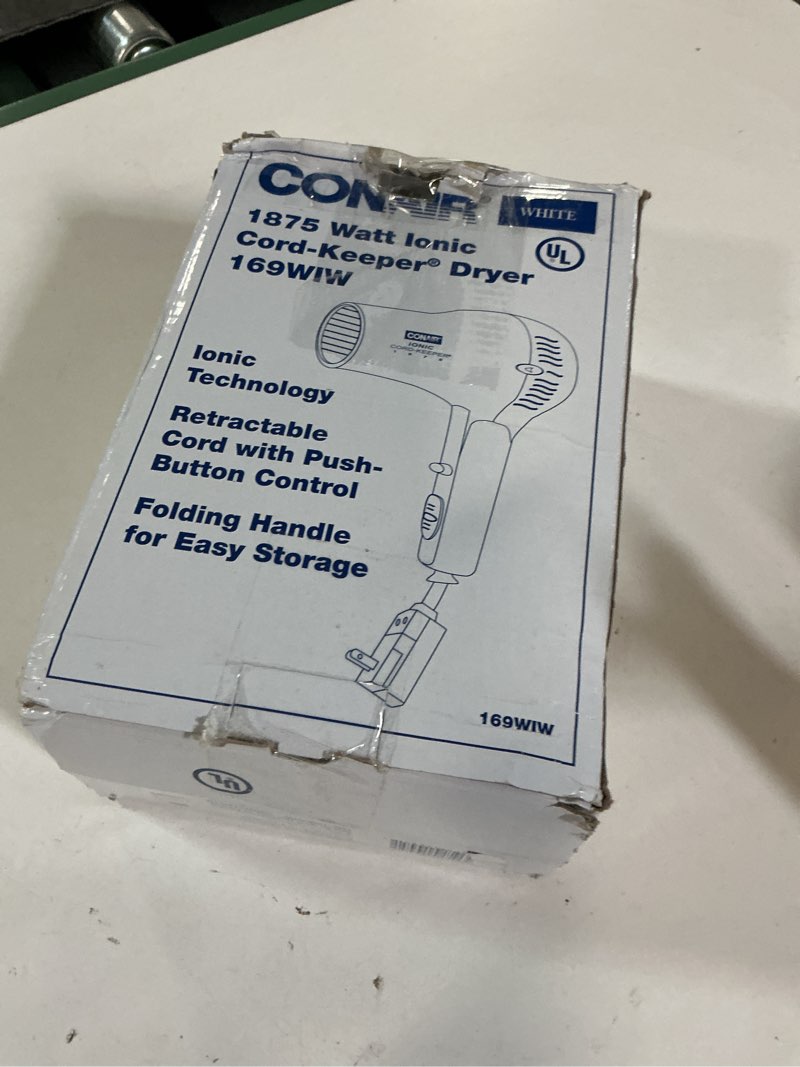 CONAIR
WHITE
1875 Watt Ionic
Cord-Keeper® Dryer
169WIW
UL
CONAIR
IONIC
CORD-KEEPER®
1875
Ionic
Technology
Retractable
Cord with Push-
Button Control
Folding Handle
for Easy Storage
169WIW
UL